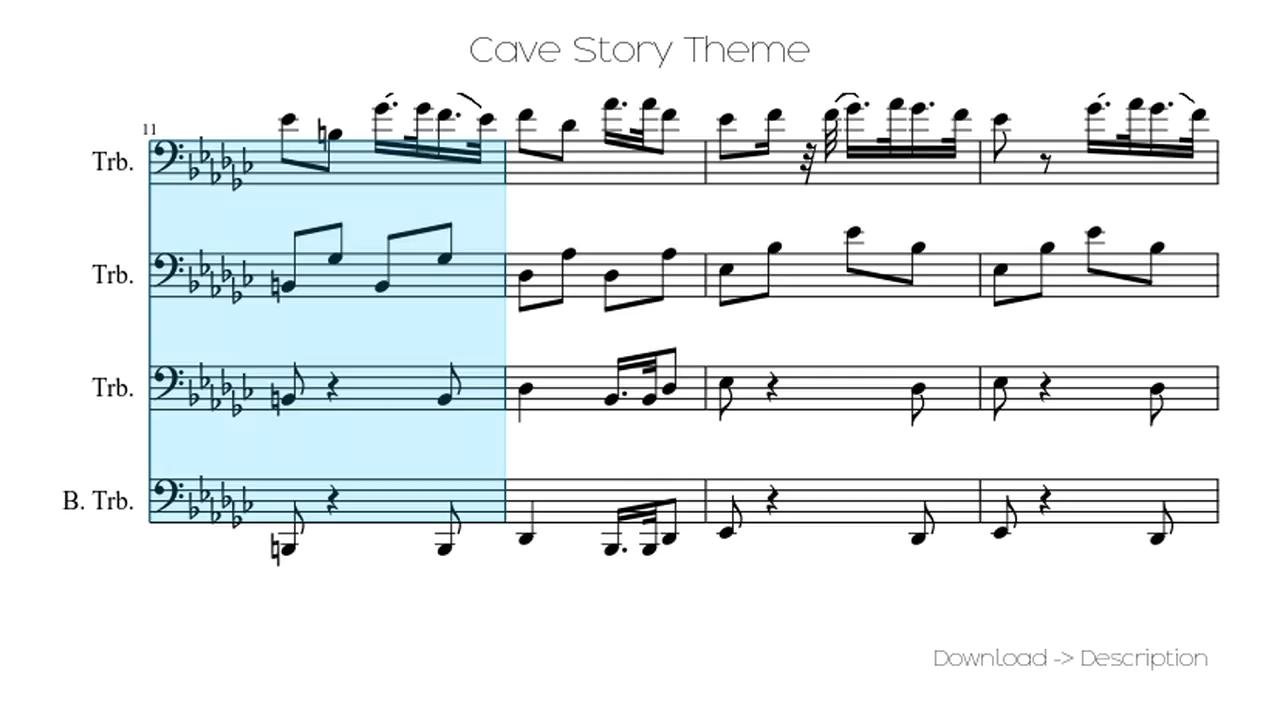 Cave Story Theme
11
Trb.
Trb.
Trb.
B. Trb.
Download -> Description